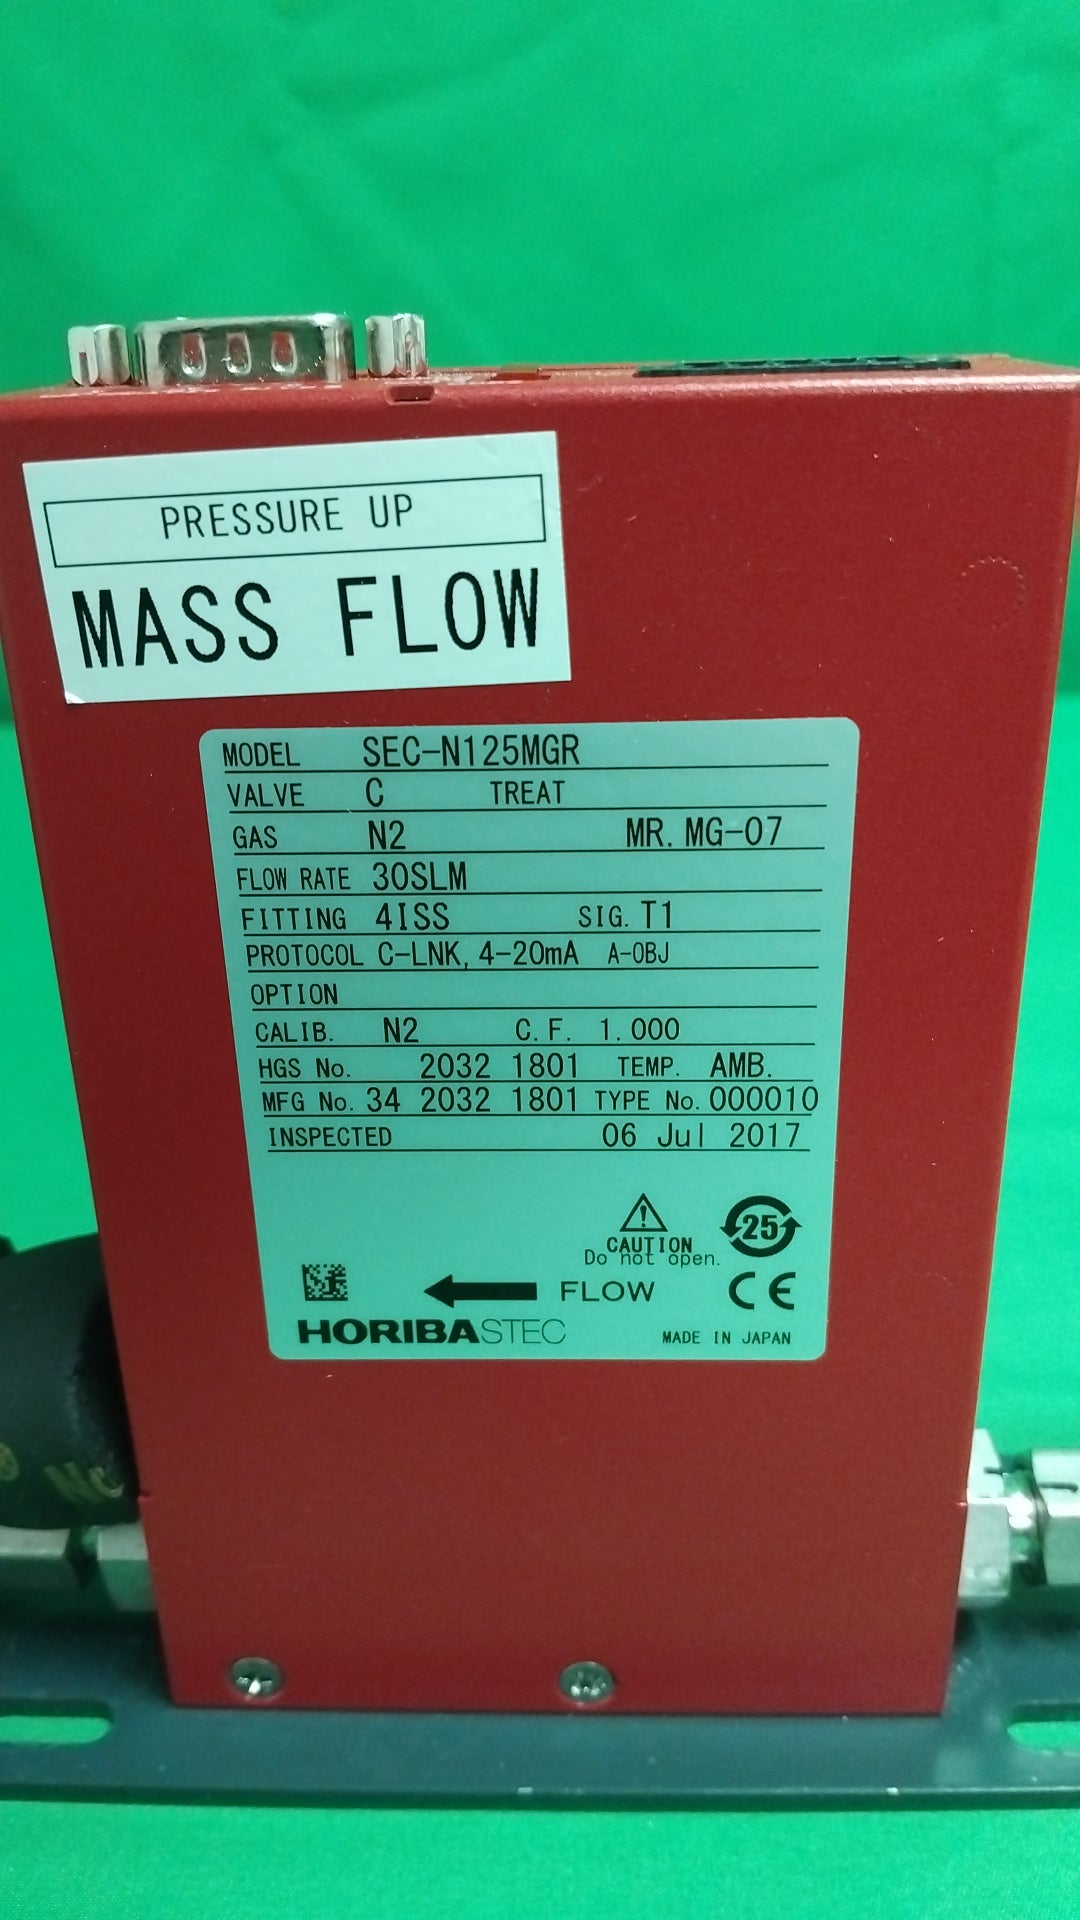 PRESSURE UP
MASS FLOW
MODEL SEC-N125MGR
VALVE C TREAT
GAS N2 MR. MG-07
FLOW RATE 30SLM
FITTING 4ISS SIG. T1
PROTOCOL C-LNK, 4-20mA A-OBJ
OPTION
CALIB. N2 C.F. 1.000
HGS No. 2032 1801 TEMP. AMB.
MFG No. 34 2032 1801 TYPE No. 000010
INSPECTED 06 Jul 2017
25
CAUTION
Do not open.
FLOW
CE
HORIBASTEC
MADE IN JAPAN
NC